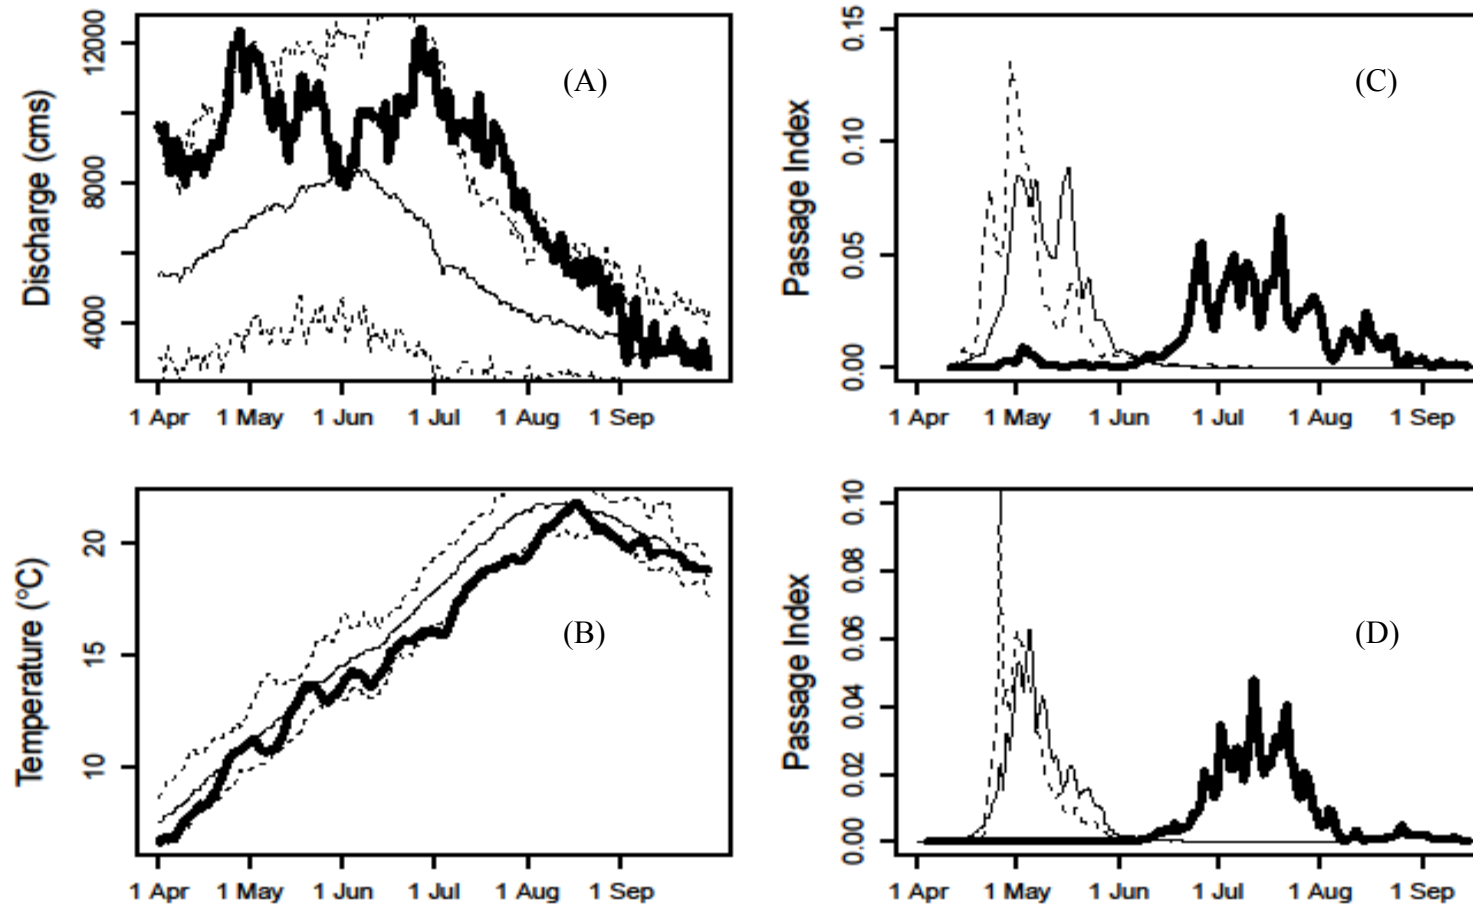 Discharge (cms)
12000
8000
4000
(A)
1 Apr 1 May 1 Jun 1 Jul 1 Aug 1 Sep
Passage Index
0.15
0.10
0.05
0.00
(C)
1 Apr 1 May 1 Jun 1 Jul 1 Aug 1 Sep
Temperature (°C)
20
15
10
(B)
1 Apr 1 May 1 Jun 1 Jul 1 Aug 1 Sep
Passage Index
0.10
0.08
0.06
0.04
0.02
0.00
(D)
1 Apr 1 May 1 Jun 1 Jul 1 Aug 1 Sep